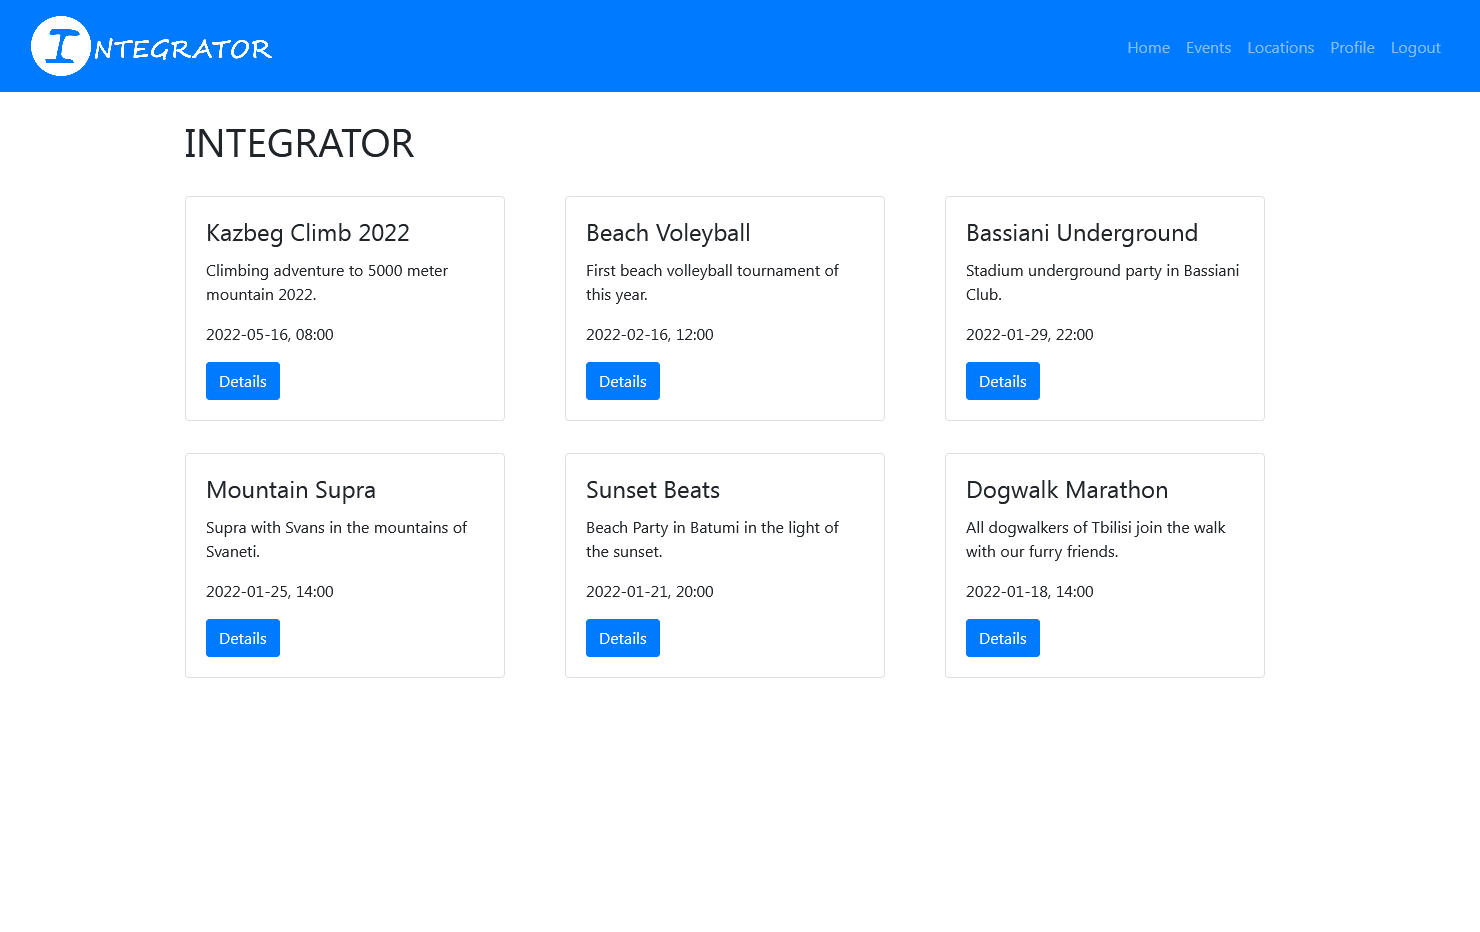 INTEGRATOR
Home Events Locations Profile Logout
INTEGRATOR
Kazbeg Climb 2022
Climbing adventure to 5000 meter
mountain 2022.
2022-05-16, 08:00
Details
Beach Voleyball
First beach volleyball tournament of
this year.
2022-02-16, 12:00
Details
Bassiani Underground
Stadium underground party in Bassiani
Club.
2022-01-29, 22:00
Details
Mountain Supra
Supra with Svans in the mountains of
Svaneti.
2022-01-25, 14:00
Details
Sunset Beats
Beach Party in Batumi in the light of
the sunset.
2022-01-21, 20:00
Details
Dogwalk Marathon
All dogwalkers of Tbilisi join the walk
with our furry friends.
2022-01-18, 14:00
Details